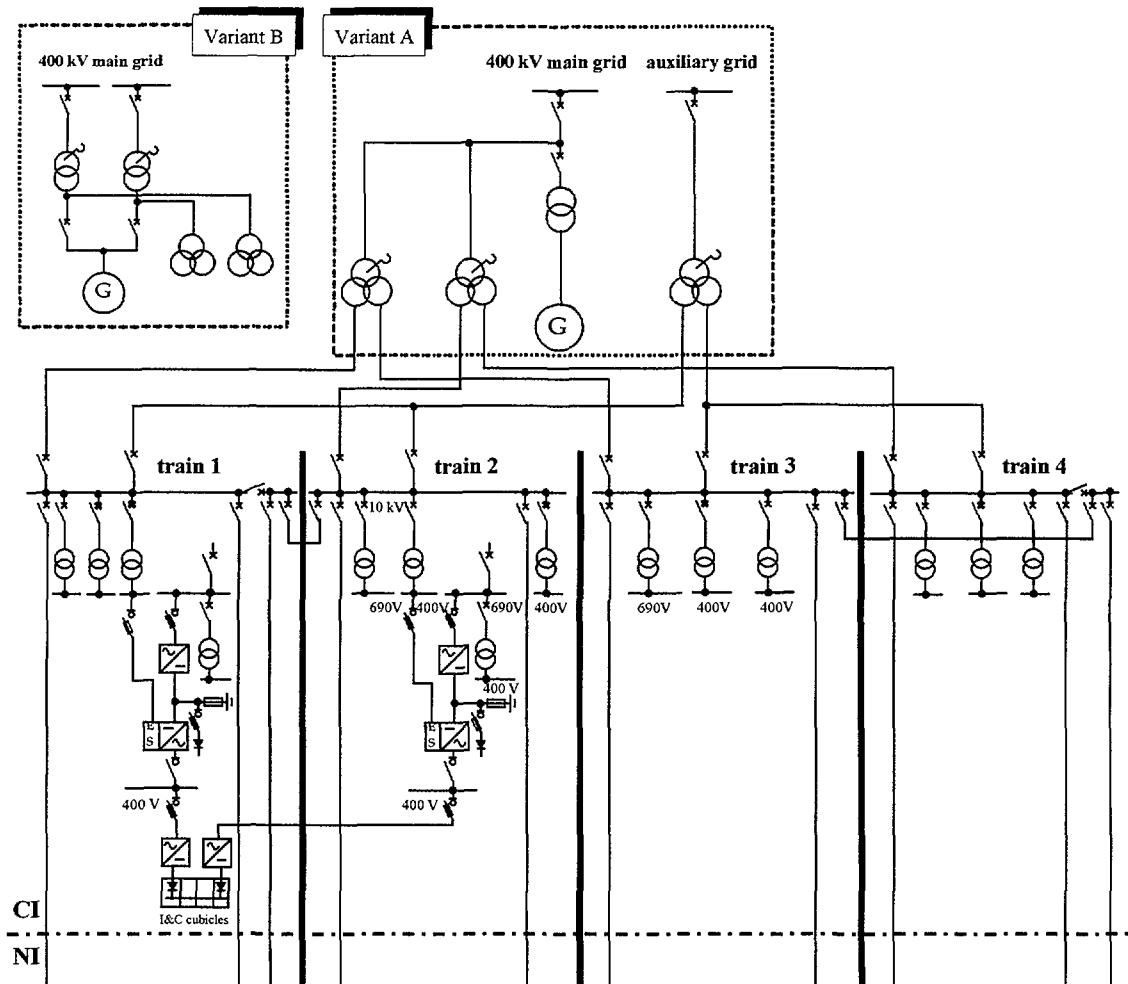 Variant B
Variant A
400 kV main grid
400 kV main grid
auxiliary grid
G
G
train 1
train 2
train 3
train 4
10 kV
690V
400V
690V
400V
690V
400V
400V
400 V
E
S
E
S
400 V
400 V
I&C cubicles
CI
NI